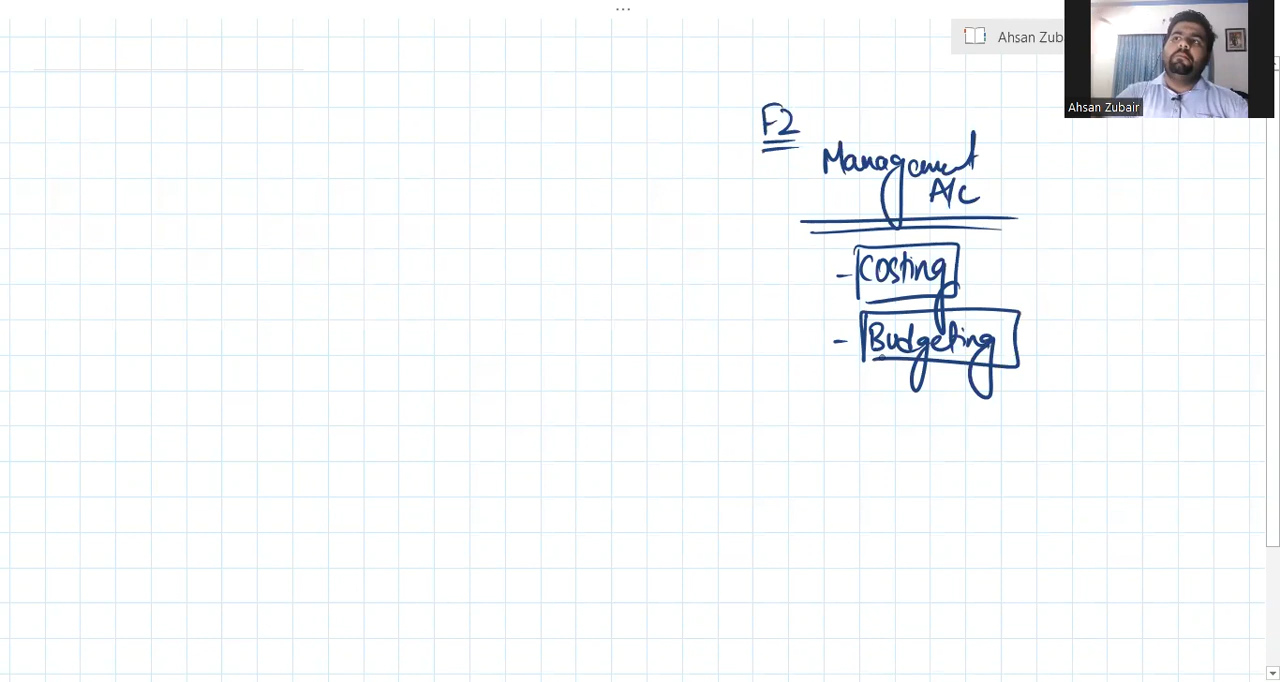 ...
Ahsan Zub
Ahsan Zubair
F2
Management
A/C
- Costing
- Budgeting